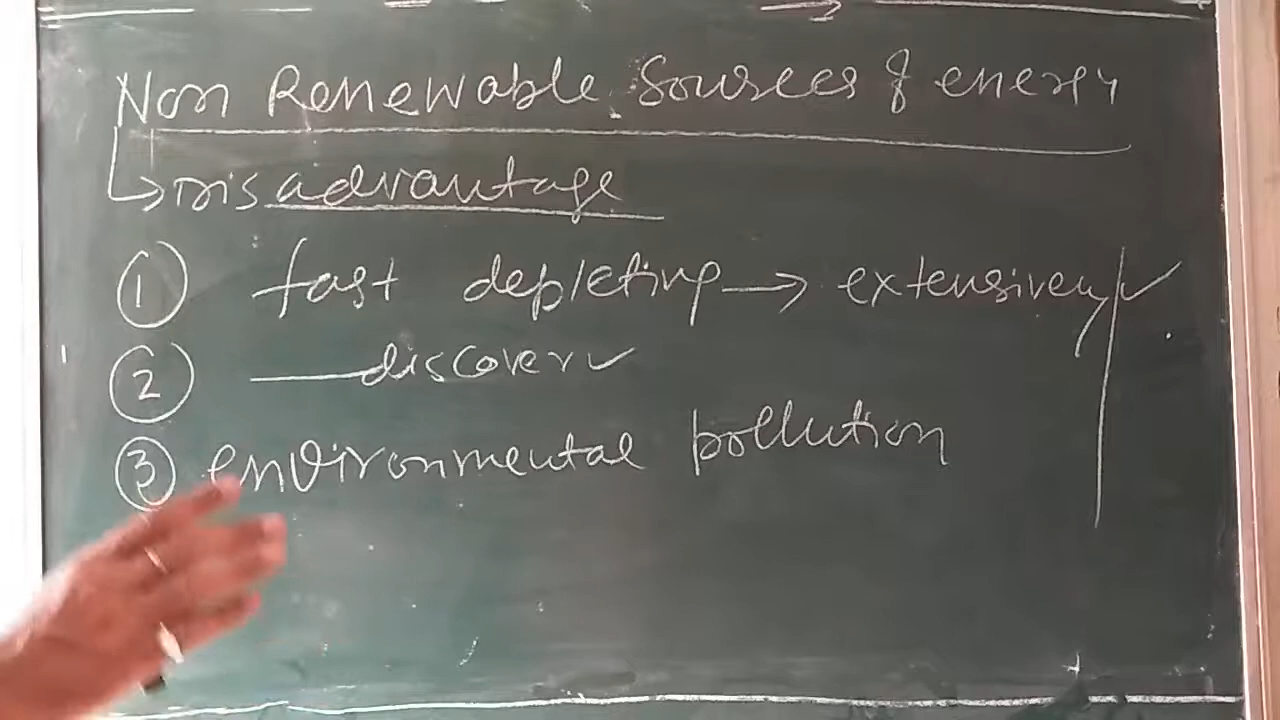 Non Renewable Sources of energy
↳ Disadvantage
① fast depleting → extensively ✓
② —— discover ✓
③ environmental pollution